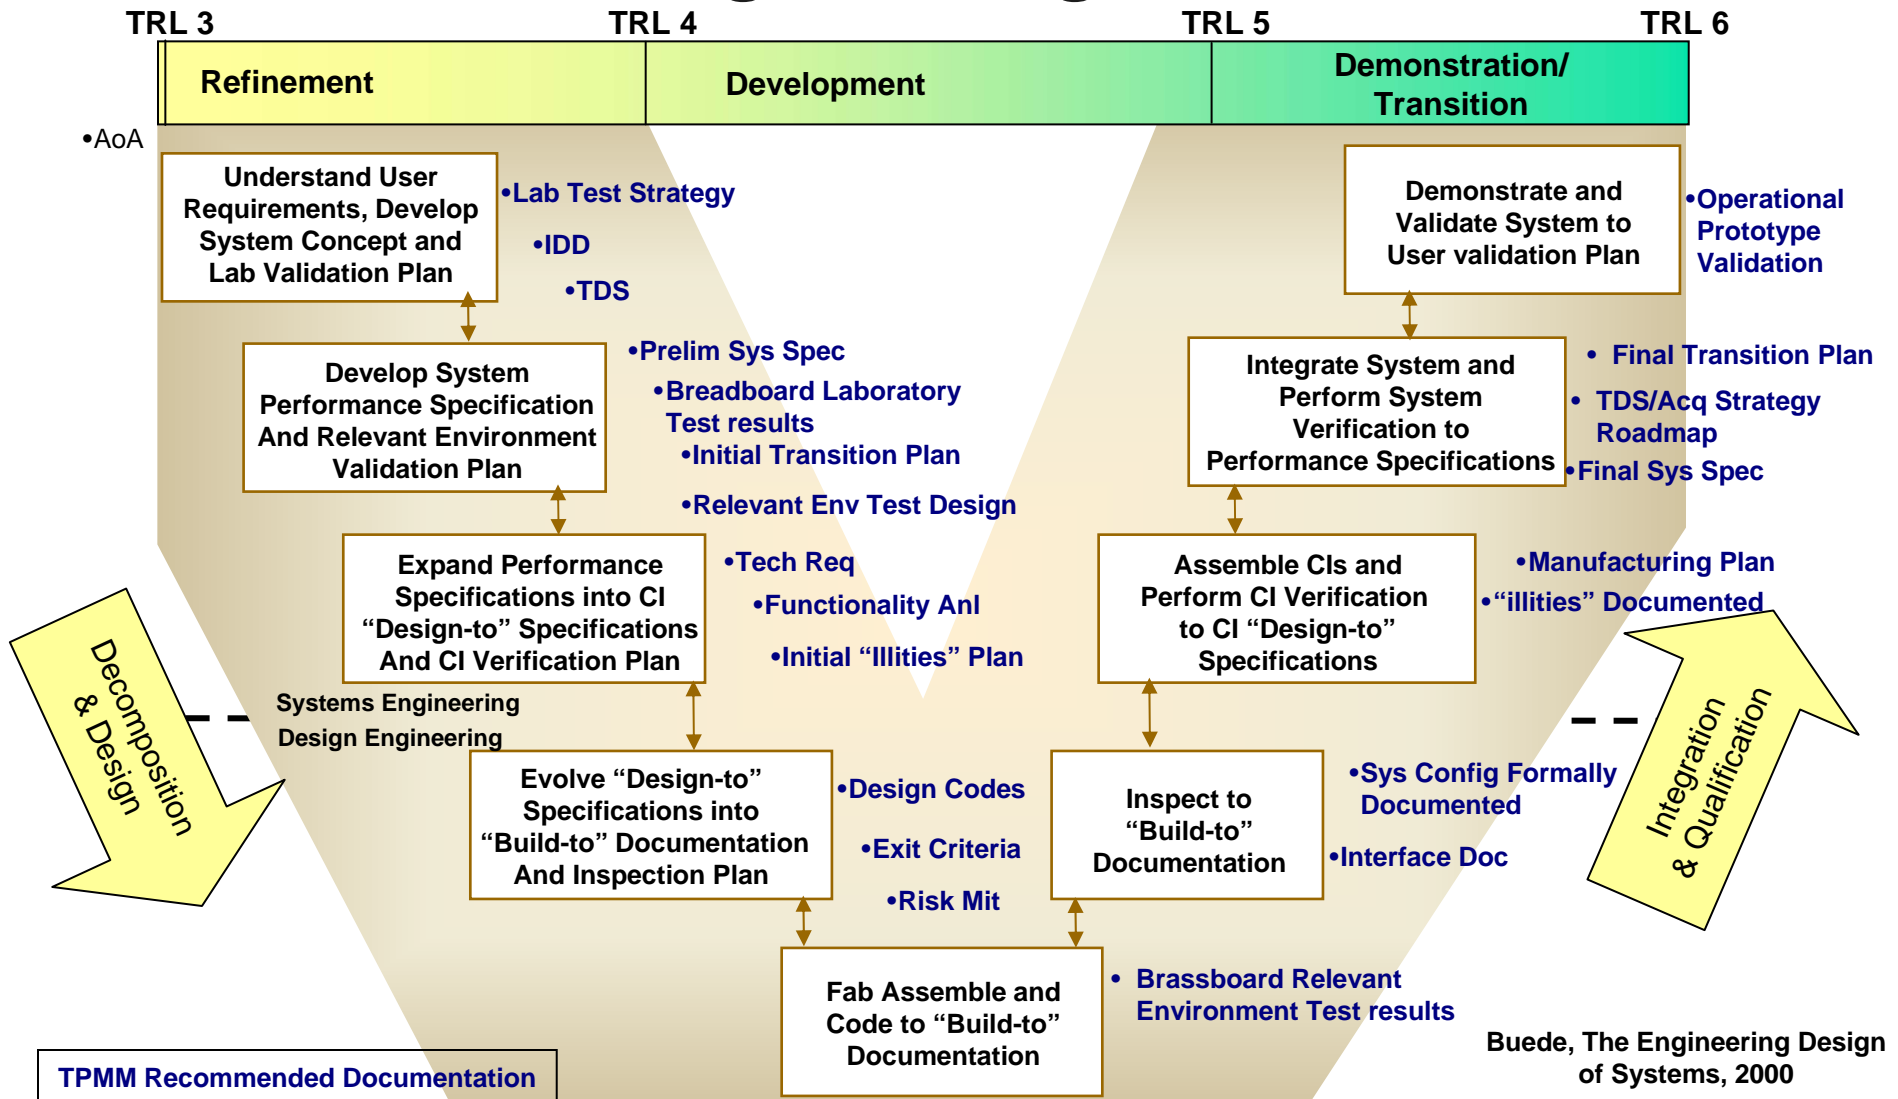 TRL 3
TRL 4
TRL 5
TRL 6
Refinement
Development
Demonstration/
Transition
•AoA
Understand User
Requirements, Develop
System Concept and
Lab Validation Plan
•Lab Test Strategy
•IDD
•TDS
Demonstrate and
Validate System to
User validation Plan
•Operational
Prototype
Validation
Develop System
Performance Specification
And Relevant Environment
Validation Plan
•Prelim Sys Spec
•Breadboard Laboratory
Test results
•Initial Transition Plan
•Relevant Env Test Design
Integrate System and
Perform System
Verification to
Performance Specifications
• Final Transition Plan
• TDS/Acq Strategy
Roadmap
•Final Sys Spec
Expand Performance
Specifications into CI
“Design-to” Specifications
And CI Verification Plan
•Tech Req
•Functionality Anl
•Initial “Illities” Plan
Assemble CIs and
Perform CI Verification
to CI “Design-to”
Specifications
•Manufacturing Plan
•“illities” Documented
Decomposition
& Design
Systems Engineering
Design Engineering
Integration
& Qualification
Evolve “Design-to”
Specifications into
“Build-to” Documentation
And Inspection Plan
•Design Codes
•Exit Criteria
•Risk Mit
Inspect to
“Build-to”
Documentation
•Sys Config Formally
Documented
•Interface Doc
Fab Assemble and
Code to “Build-to”
Documentation
• Brassboard Relevant
Environment Test results
TPMM Recommended Documentation
Buede, The Engineering Design
of Systems, 2000